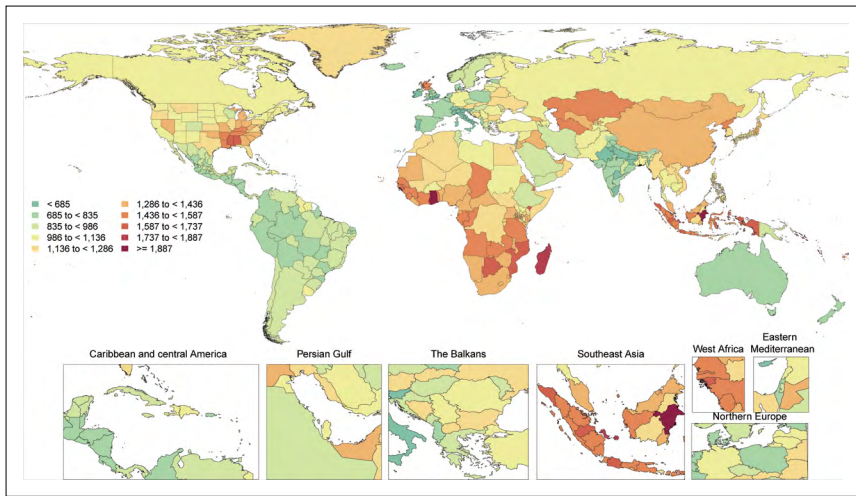 < 685
685 to < 835
835 to < 986
986 to < 1,136
1,136 to < 1,286
1,286 to < 1,436
1,436 to < 1,587
1,587 to < 1,737
1,737 to < 1,887
>= 1,887
Caribbean and central America
Persian Gulf
The Balkans
Southeast Asia
West Africa
Eastern
Mediterranean
Northern Europe